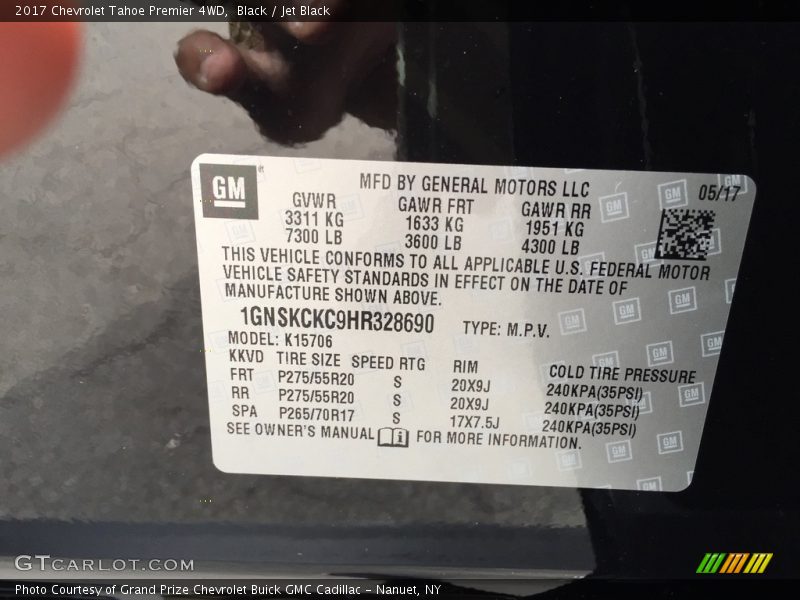 2017 Chevrolet Tahoe Premier 4WD, Black / Jet Black
GM
MFD BY GENERAL MOTORS LLC
05/17
GVWR GAWR FRT GAWR RR
3311 KG 1633 KG 1951 KG
7300 LB 3600 LB 4300 LB
THIS VEHICLE CONFORMS TO ALL APPLICABLE U.S. FEDERAL MOTOR
VEHICLE SAFETY STANDARDS IN EFFECT ON THE DATE OF
MANUFACTURE SHOWN ABOVE.
1GNSKCKC9HR328690 TYPE: M.P.V.
MODEL: K15706
KKVD TIRE SIZE SPEED RTG RIM COLD TIRE PRESSURE
FRT P275/55R20 S 20X9J 240KPA(35PSI)
RR P275/55R20 S 20X9J 240KPA(35PSI)
SPA P265/70R17 S 17X7.5J 240KPA(35PSI)
SEE OWNER'S MANUAL FOR MORE INFORMATION.
GTCARLOT.COM
Photo Courtesy of Grand Prize Chevrolet Buick GMC Cadillac - Nanuet, NY